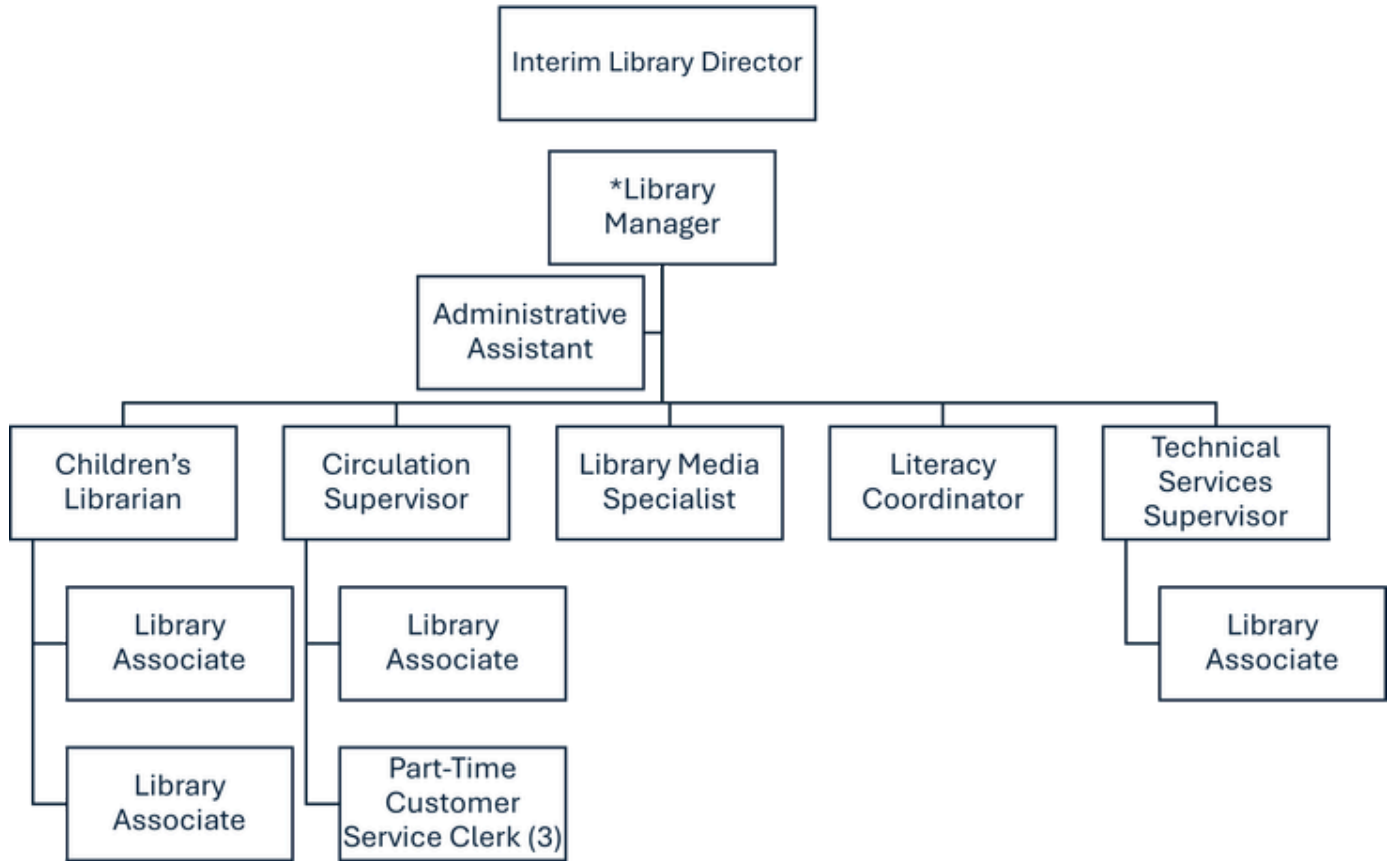 Interim Library Director
*Library
Manager
Administrative
Assistant
Children’s
Librarian
Circulation
Supervisor
Library Media
Specialist
Literacy
Coordinator
Technical
Services
Supervisor
Library
Associate
Library
Associate
Library
Associate
Library
Associate
Part-Time
Customer
Service Clerk (3)